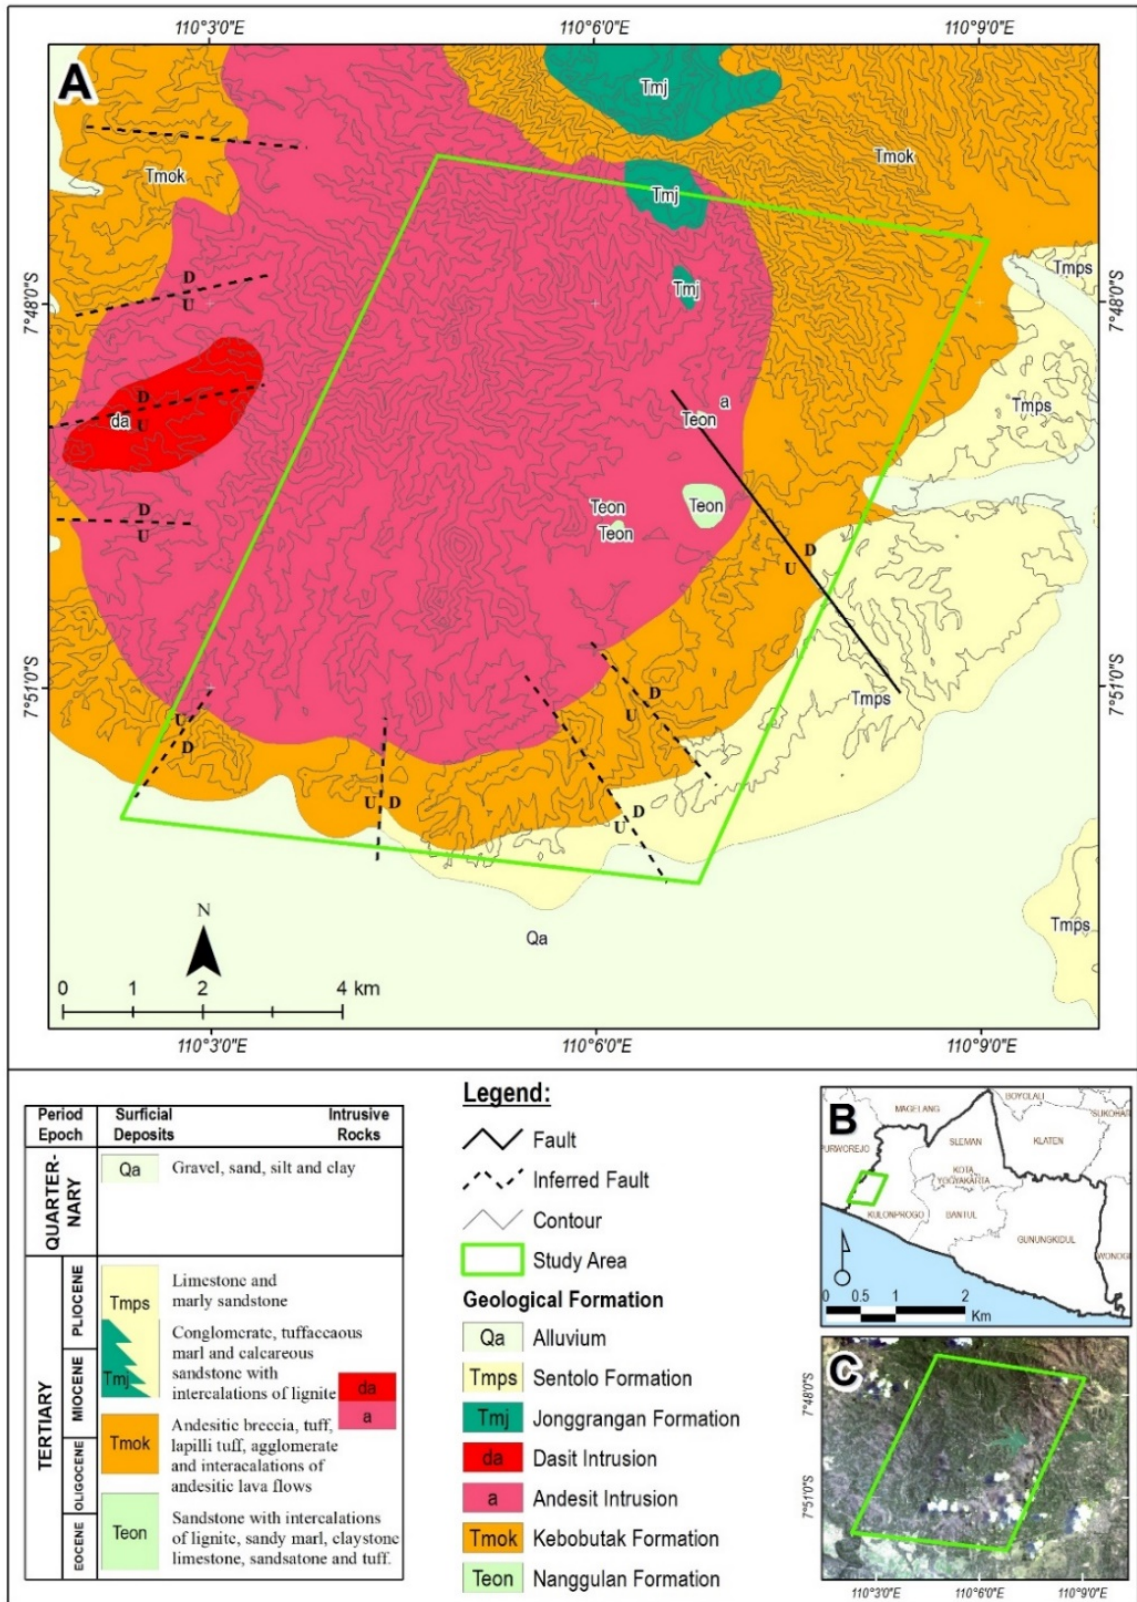 110°3'0"E 110°6'0"E 110°9'0"E
A
Tmj
Tmok
Tmok
Tmj
Tmps
D
7°48'0"S
U
Tmj
7°48'0"S
D
da
U
a
Teon
Tmps
D
U
Teon
Teon
Teon
D
U
7°51'0"S
D
U
Tmps
7°51'0"S
U
D
U D
D
U
Tmps
N
Qa
0 1 2 4 km
110°3'0"E 110°6'0"E 110°9'0"E
Period
Epoch
Surficial
Deposits
Intrusive
Rocks
QUARTER-
NARY
Qa
Gravel, sand, silt and clay
TERTIARY
PLIOCENE
MIOCENE
OLIGOCENE
EOCENE
Tmps
Limestone and
marly sandstone
Tmj
Conglomerate, tuffaceaous
marl and calcareous
sandstone with
intercalations of lignite
da
a
Tmok
Andesitic breccia, tuff,
lapilli tuff, agglomerate
and interacalations of
andesitic lava flows
Teon
Sandstone with intercalations
of lignite, sandy marl, claystone
limestone, sandsatone and tuff.
Legend:
Fault
Inferred Fault
Contour
Study Area
Geological Formation
Qa Alluvium
Tmps Sentolo Formation
Tmj Jonggrangan Formation
da Dasit Intrusion
a Andesit Intrusion
Tmok Kebobutak Formation
Teon Nanggulan Formation
B
MAGELANG
BOYOLALI
SUKOHAR
PURWOREJO
SLEMAN
KLATEN
KOTA
YOGYAKARTA
KULONPROGO
BANTUL
GUNUNGKIDUL
WONOGI
0 0.5 1 2
Km
C
7°48'0"S
7°51'0"S
110°3'0"E 110°6'0"E 110°9'0"E